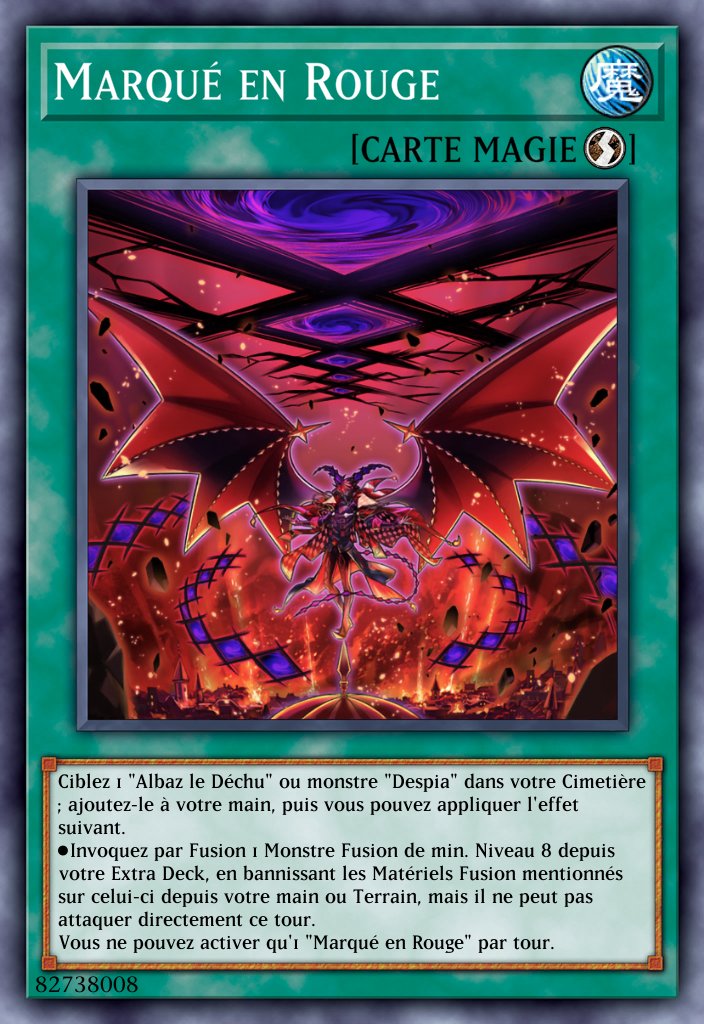 Marqué en Rouge
魔
[CARTE MAGIE]
Ciblez 1 "Albaz le Déchu" ou monstre "Despia" dans votre Cimetière
; ajoutez-le à votre main, puis vous pouvez appliquer l'effet
suivant.
●Invoquez par Fusion 1 Monstre Fusion de min. Niveau 8 depuis
votre Extra Deck, en bannissant les Matériels Fusion mentionnés
sur celui-ci depuis votre main ou Terrain, mais il ne peut pas
attaquer directement ce tour.
Vous ne pouvez activer qu'1 "Marqué en Rouge" par tour.
82738008